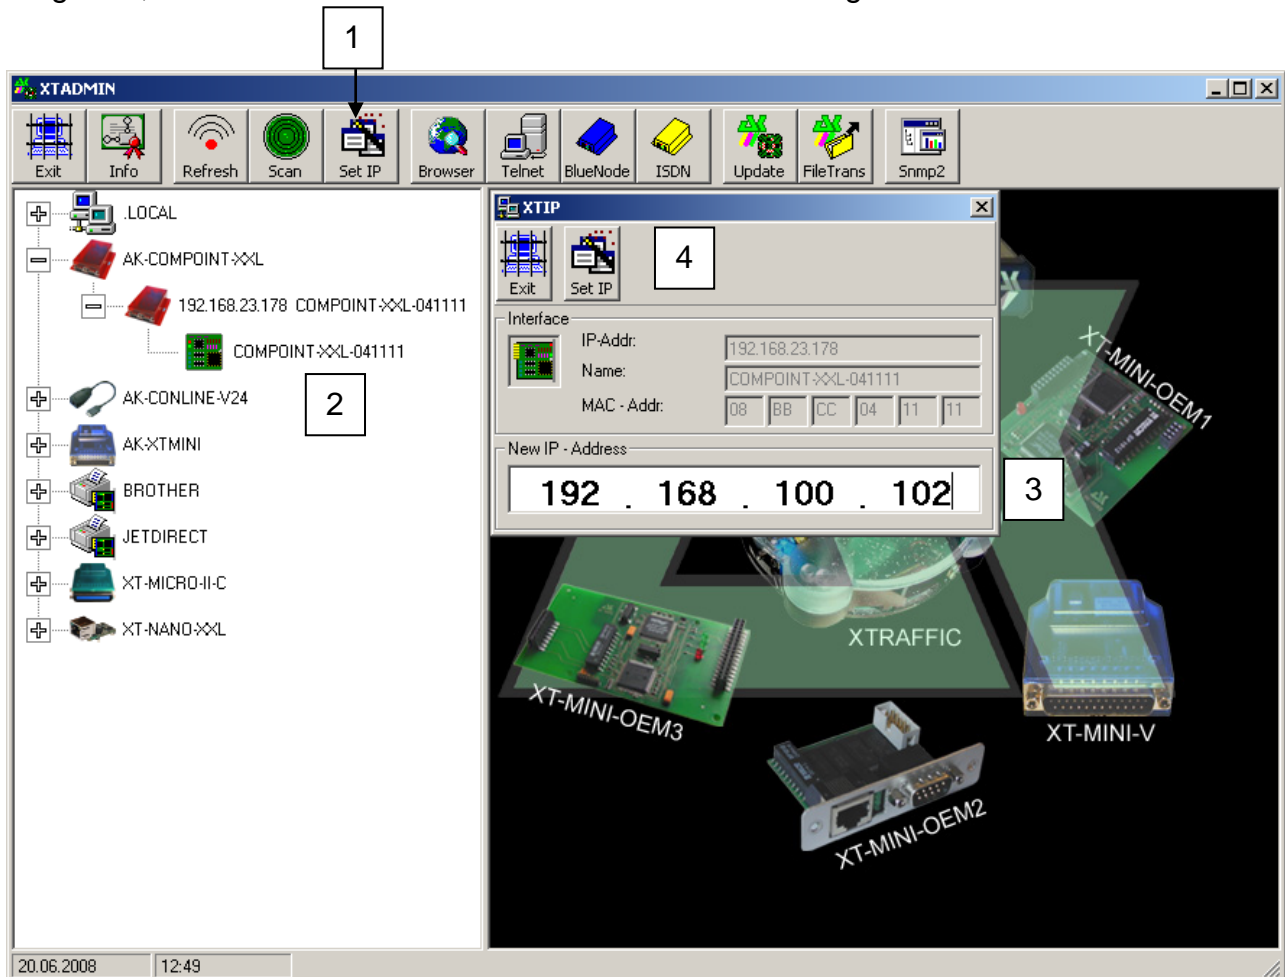 1
XTADMIN
Exit Info Refresh Scan Set IP Browser Telnet BlueNode ISDN Update FileTrans Snmp2
.LOCAL
AK-COMPOINT-XXL
192.168.23.178 COMPOINT-XXL-041111
COMPOINT-XXL-041111
AK-CONLINE-V24
2
AK-XTMINI
BROTHER
JETDIRECT
XT-MICRO-II-C
XT-NANO-XXL
XTIP
Exit Set IP
4
Interface
IP-Addr: 192.168.23.178
Name: COMPOINT-XXL-041111
MAC - Addr: 08 BB CC 04 11 11
New IP - Address
192 . 168 . 100 . 102
3
XT-MINI-OEM1
XTRAFFIC
XT-MINI-OEM3
XT-MINI-V
XT-MINI-OEM2
20.06.2008 12:49